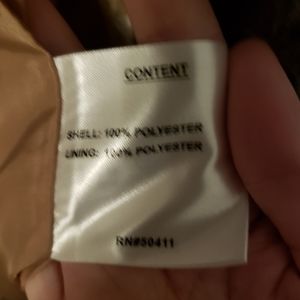 CONTENT
SHELL: 100% POLYESTER
LINING: 100% POLYESTER
RN#50411